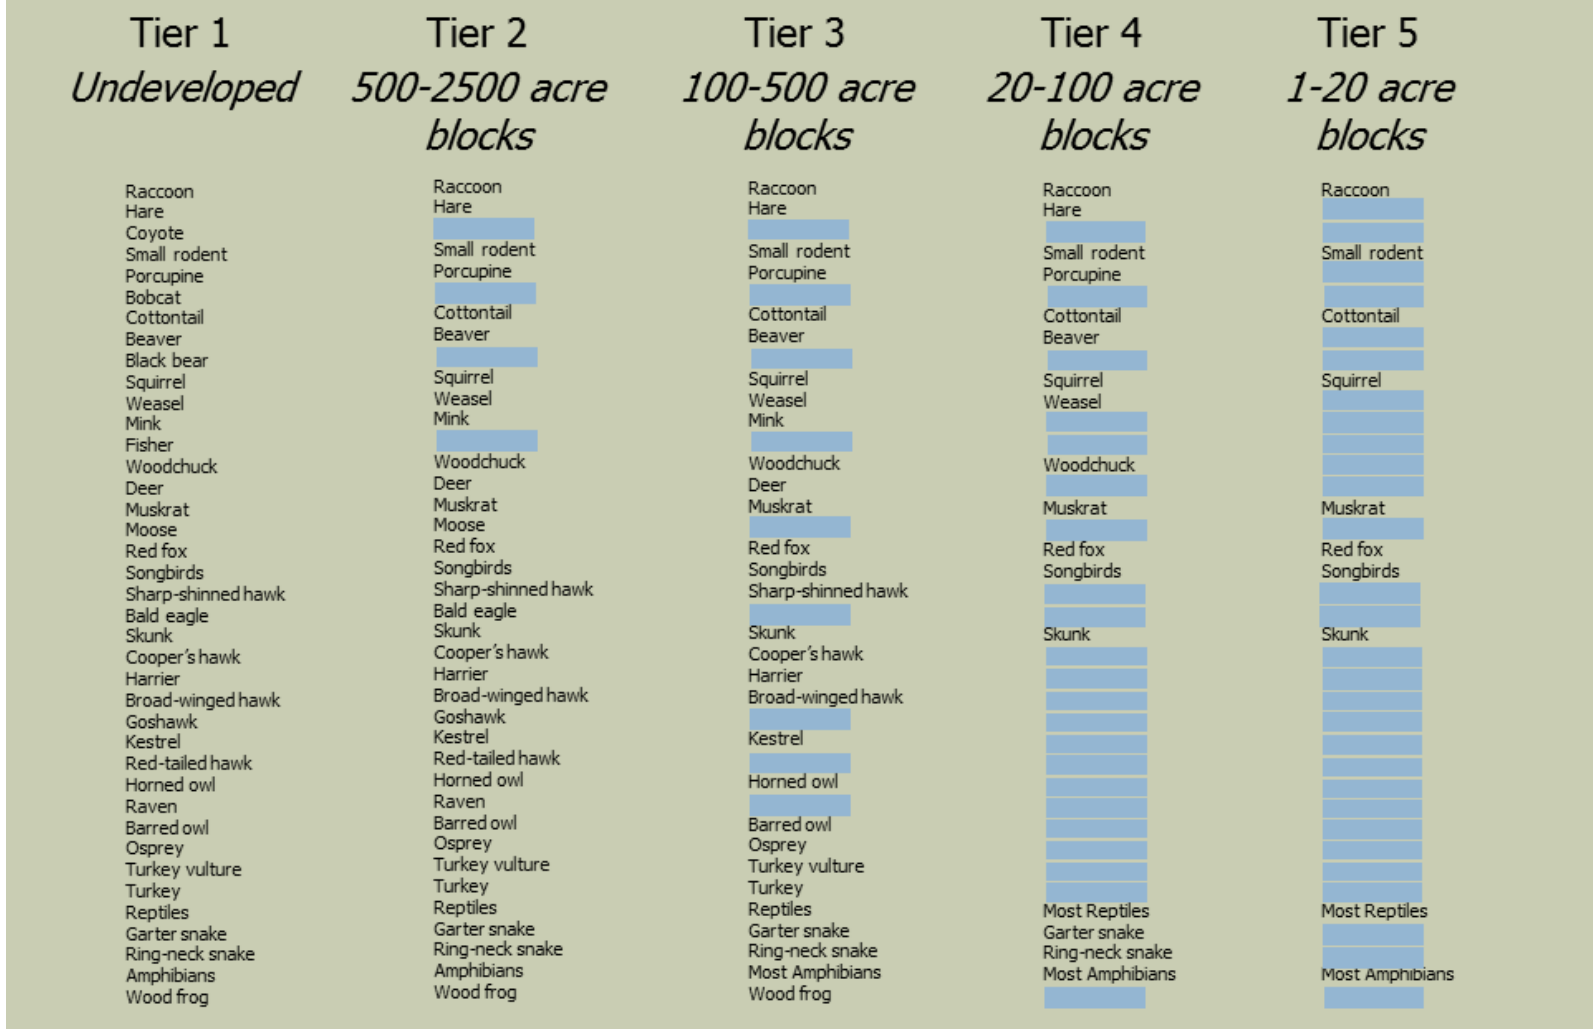 Tier 1
Undeveloped
Raccoon
Hare
Coyote
Small rodent
Porcupine
Bobcat
Cottontail
Beaver
Black bear
Squirrel
Weasel
Mink
Fisher
Woodchuck
Deer
Muskrat
Moose
Red fox
Songbirds
Sharp-shinned hawk
Bald eagle
Skunk
Cooper's hawk
Harrier
Broad-winged hawk
Goshawk
Kestrel
Red-tailed hawk
Horned owl
Raven
Barred owl
Osprey
Turkey vulture
Turkey
Reptiles
Garter snake
Ring-neck snake
Amphibians
Wood frog
Tier 2
500-2500 acre
blocks
Raccoon
Hare
Small rodent
Porcupine
Cottontail
Beaver
Squirrel
Weasel
Mink
Woodchuck
Deer
Muskrat
Moose
Red fox
Songbirds
Sharp-shinned hawk
Bald eagle
Skunk
Cooper's hawk
Harrier
Broad-winged hawk
Goshawk
Kestrel
Red-tailed hawk
Horned owl
Raven
Barred owl
Osprey
Turkey vulture
Turkey
Reptiles
Garter snake
Ring-neck snake
Amphibians
Wood frog
Tier 3
100-500 acre
blocks
Raccoon
Hare
Small rodent
Porcupine
Cottontail
Beaver
Squirrel
Weasel
Mink
Woodchuck
Deer
Muskrat
Red fox
Songbirds
Sharp-shinned hawk
Skunk
Cooper's hawk
Harrier
Broad-winged hawk
Kestrel
Horned owl
Barred owl
Osprey
Turkey vulture
Turkey
Reptiles
Garter snake
Ring-neck snake
Most Amphibians
Wood frog
Tier 4
20-100 acre
blocks
Raccoon
Hare
Small rodent
Porcupine
Cottontail
Beaver
Squirrel
Weasel
Woodchuck
Muskrat
Red fox
Songbirds
Skunk
Most Reptiles
Garter snake
Ring-neck snake
Most Amphibians
Tier 5
1-20 acre
blocks
Raccoon
Small rodent
Cottontail
Squirrel
Muskrat
Red fox
Songbirds
Skunk
Most Reptiles
Most Amphibians